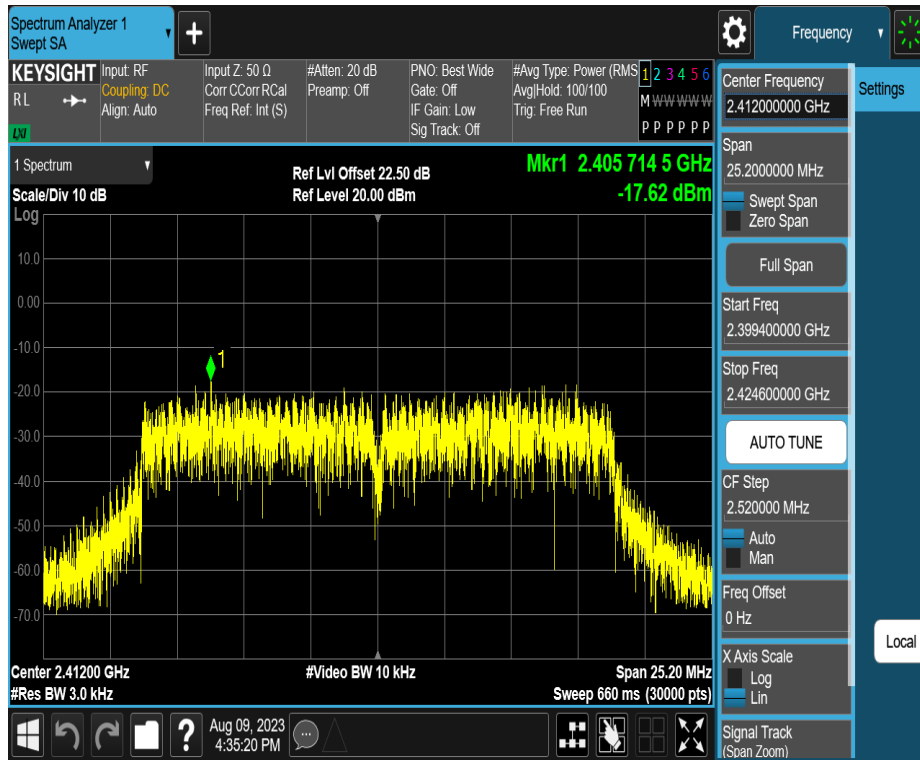 Spectrum Analyzer 1
Swept SA
+
Frequency
KEYSIGHT
R L
LXI
Input: RF
Coupling: DC
Align: Auto
Input Z: 50 Ω
Corr CCorr RCal
Freq Ref: Int (S)
#Atten: 20 dB
Preamp: Off
PNO: Best Wide
Gate: Off
IF Gain: Low
Sig Track: Off
#Avg Type: Power (RMS
Avg|Hold: 100/100
Trig: Free Run
1 2 3 4 5 6
M W W W W W
P P P P P P
1 Spectrum
Scale/Div 10 dB
Log
Ref Lvl Offset 22.50 dB
Ref Level 20.00 dBm
Mkr1 2.405 714 5 GHz
-17.62 dBm
10.0
0.00
-10.0
-20.0
-30.0
-40.0
-50.0
-60.0
-70.0
1
Center 2.41200 GHz
#Res BW 3.0 kHz
#Video BW 10 kHz
Span 25.20 MHz
Sweep 660 ms (30000 pts)
Center Frequency
2.412000000 GHz
Settings
Span
25.2000000 MHz
Swept Span
Zero Span
Full Span
Start Freq
2.399400000 GHz
Stop Freq
2.424600000 GHz
AUTO TUNE
CF Step
2.520000 MHz
Auto
Man
Freq Offset
0 Hz
Local
X Axis Scale
Log
Lin
Signal Track
(Span Zoom)
?
Aug 09, 2023
4:35:20 PM